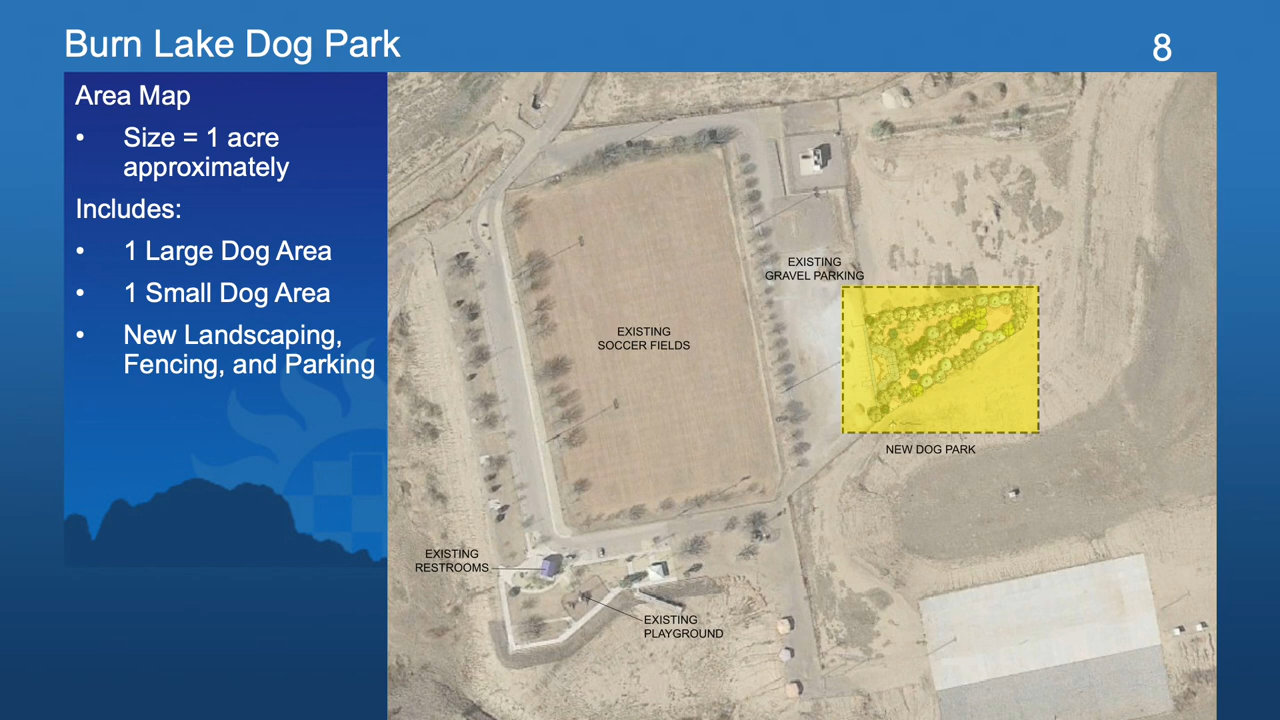 Burn Lake Dog Park
8
Area Map
• Size = 1 acre
approximately
Includes:
• 1 Large Dog Area
• 1 Small Dog Area
• New Landscaping,
Fencing, and Parking
EXISTING
GRAVEL PARKING
EXISTING
SOCCER FIELDS
NEW DOG PARK
EXISTING
RESTROOMS
EXISTING
PLAYGROUND